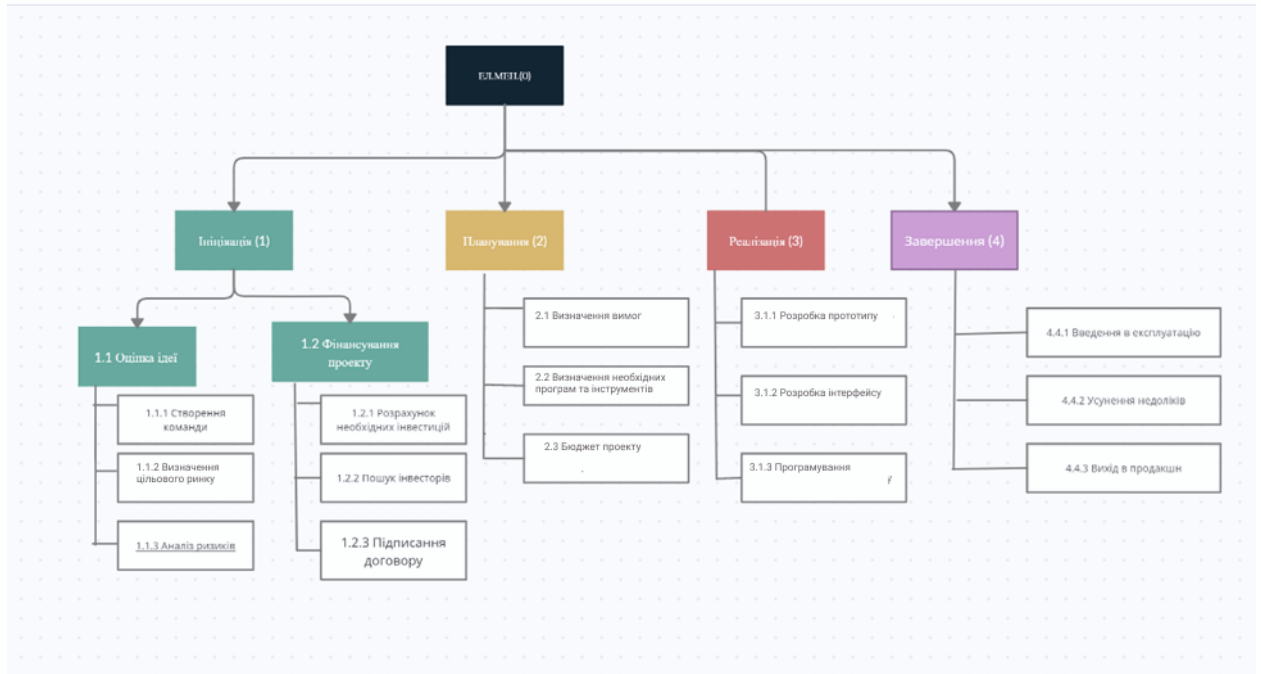 ЕЛ.МЕП.(0)
Ініціація (1)
Планування (2)
Реалізація (3)
Завершення (4)
1.1 Оцінка ідеї
1.2 Фінансування
проекту
1.1.1 Створення
команди
1.1.2 Визначення
цільового ринку
1.1.3 Аналіз ризиків
1.2.1 Розрахунок
необхідних інвестицій
1.2.2 Пошук інвесторів
1.2.3 Підписання
договору
2.1 Визначення вимог
2.2 Визначення необхідних
програм та інструментів
2.3 Бюджет проекту
3.1.1 Розробка прототипу
3.1.2 Розробка інтерфейсу
3.1.3 Програмування
4.4.1 Введення в експлуатацію
4.4.2 Усунення недоліків
4.4.3 Вихід в продакшн